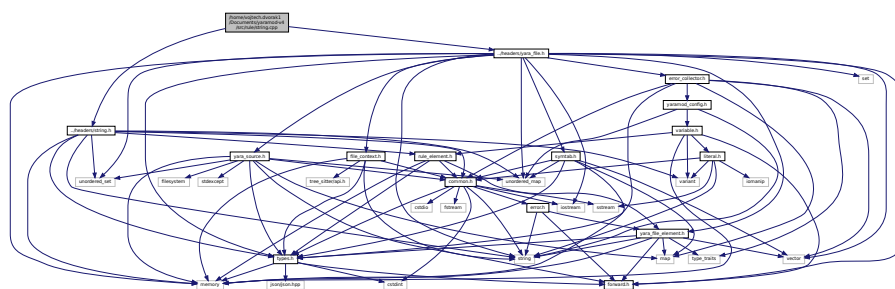 /home/vojtech.dvorak1
/Documents/yaramod-v4
/src/rule/string.cpp
../headers/yara_file.h
error_collector.h
set
yaramod_config.h
../headers/string.h
variable.h
yara_source.h
file_context.h
rule_element.h
symtab.h
literal.h
iomanip
unordered_set
filesystem
stdexcept
tree_sitter/api.h
common.h
unordered_map
variant
cstdio
fstream
error.h
iostream
sstream
yara_file_element.h
types.h
string
map
type_traits
vector
memory
json/json.hpp
cstdint
forward.h